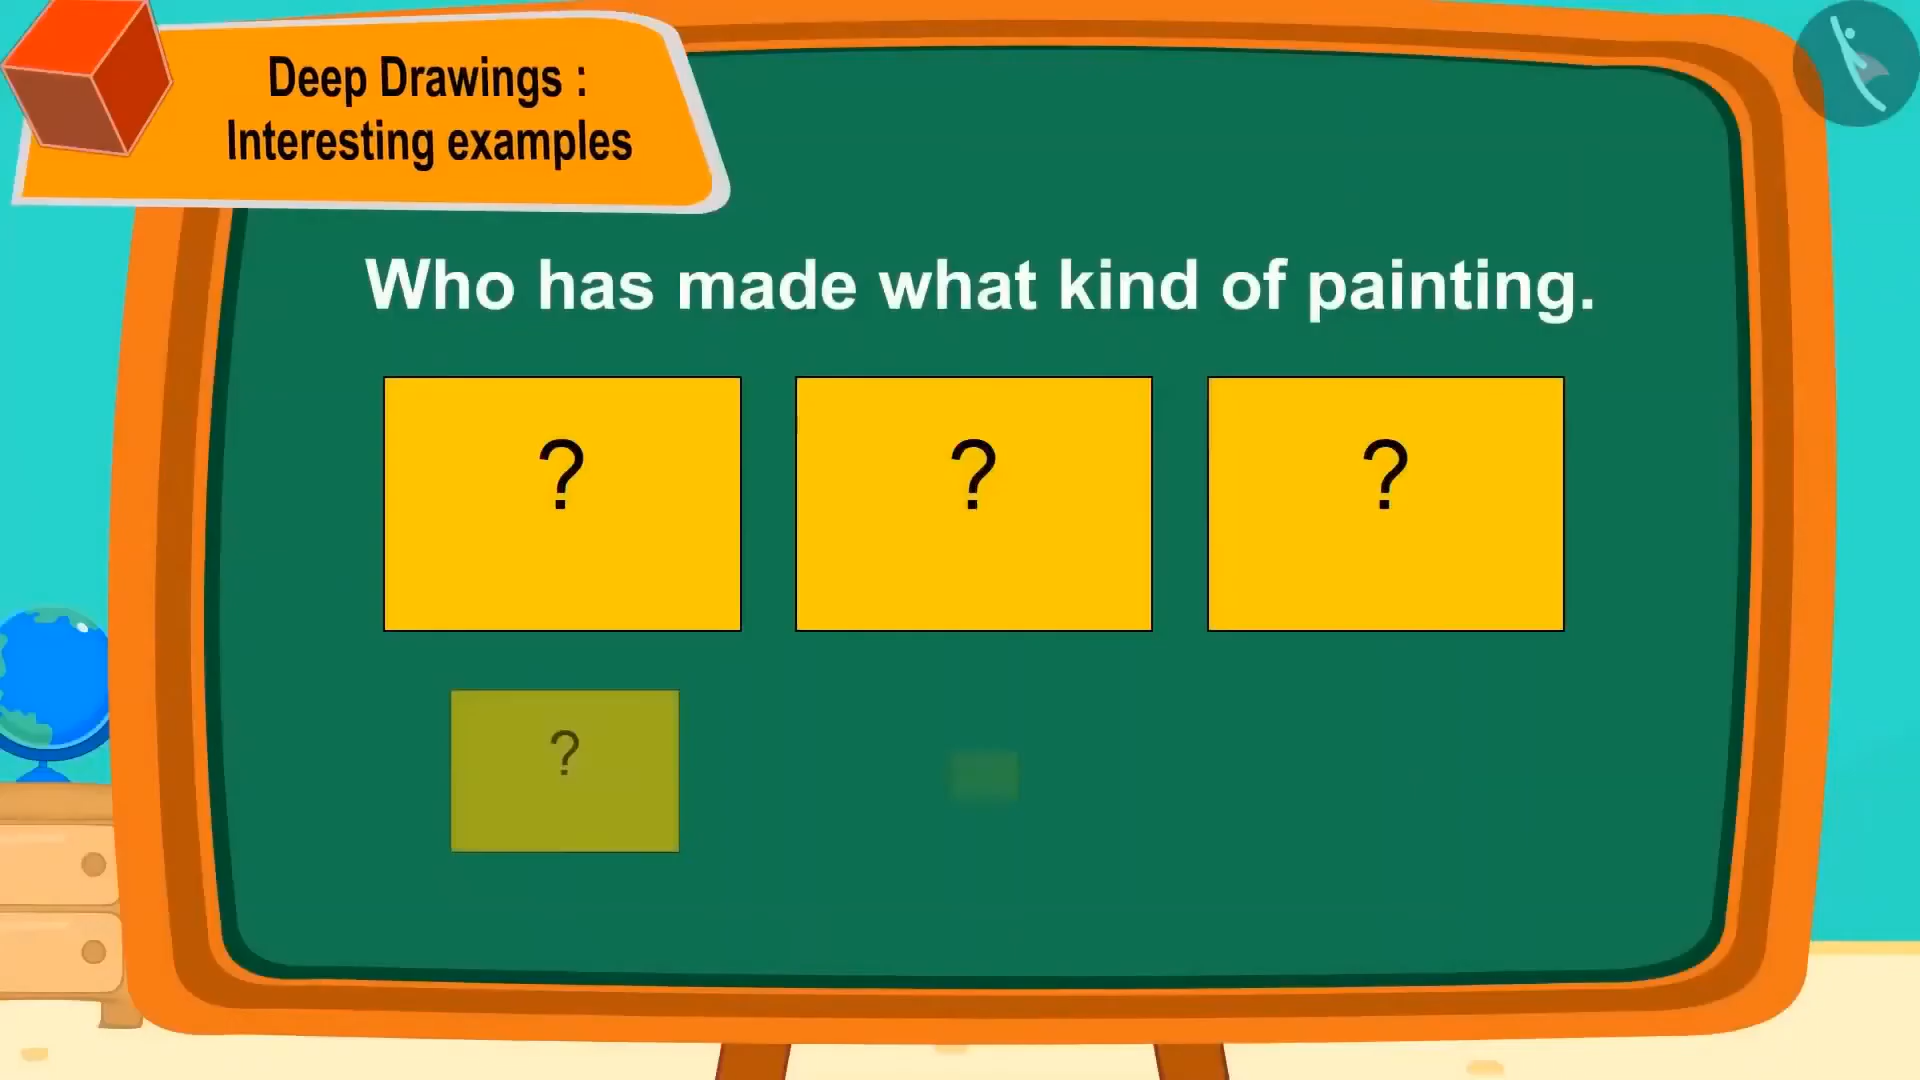 Deep Drawings :
Interesting examples
Who has made what kind of painting.
? ? ?
?